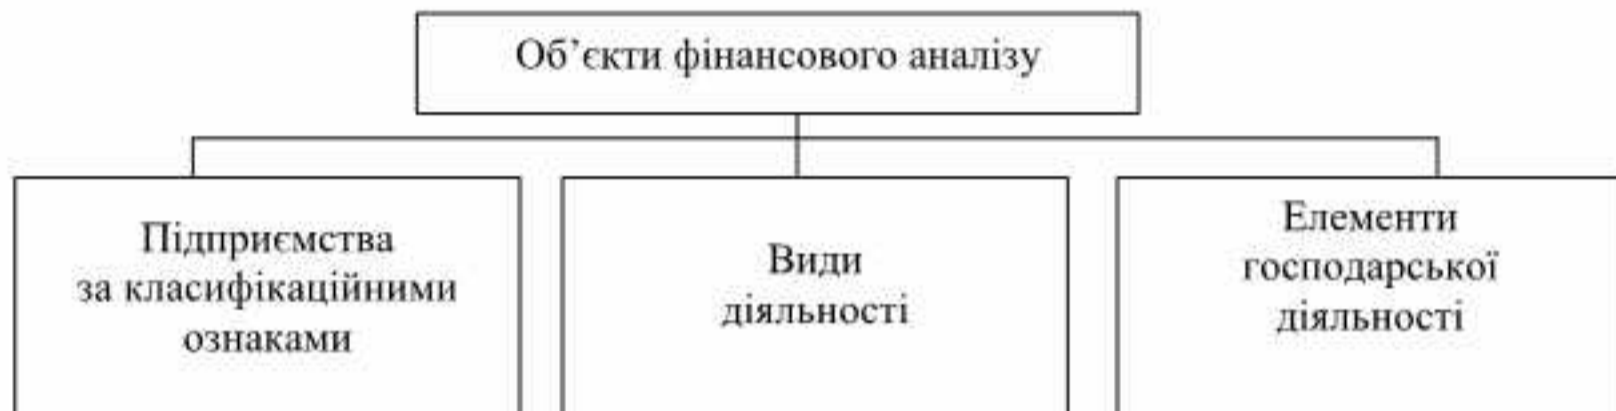 Об’єкти фінансового аналізу
Підприємства
за класифікаційними
ознаками
Види
діяльності
Елементи
господарської
діяльності